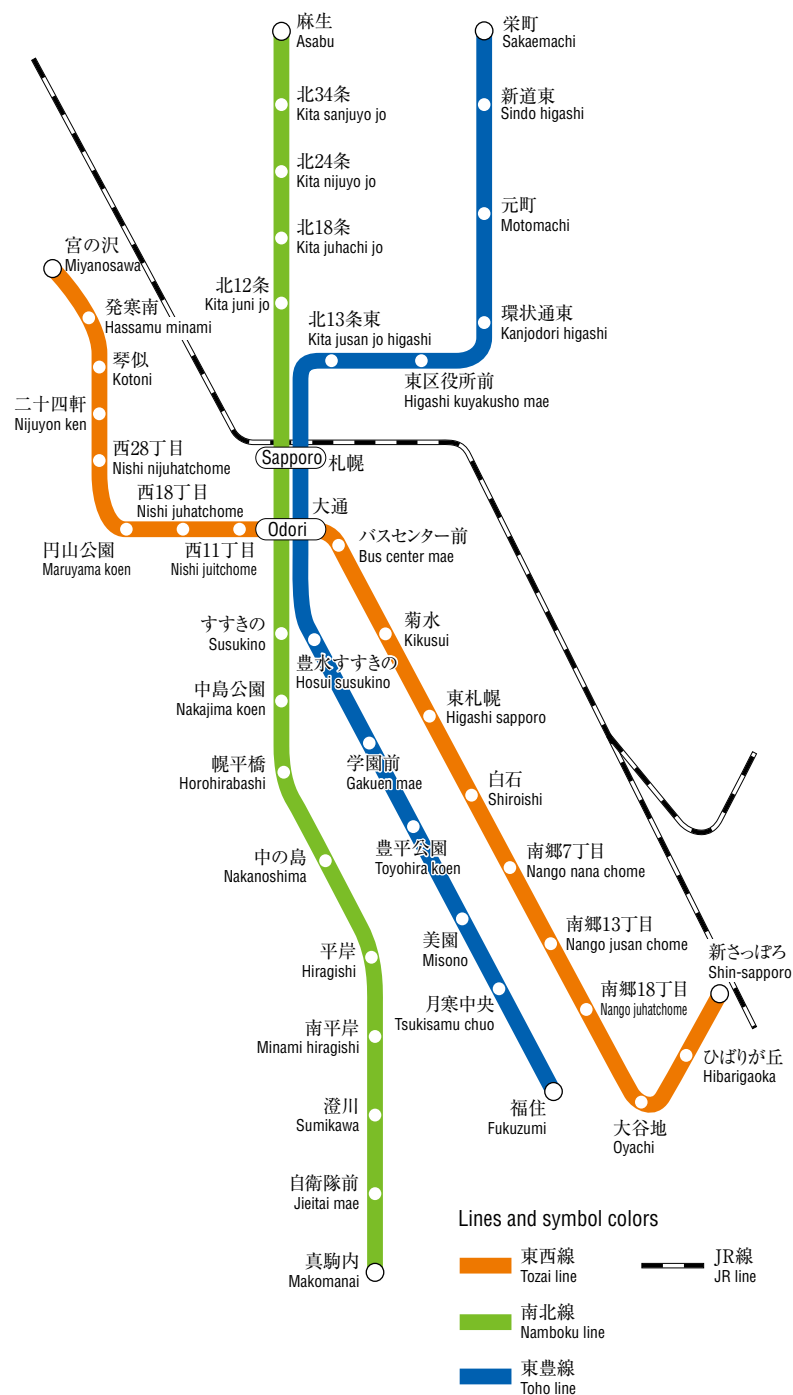 麻生
Asabu
栄町
Sakaemachi
北34条
Kita sanjuyo jo
新道東
Sindo higashi
北24条
Kita nijuyo jo
元町
Motomachi
北18条
Kita juhachi jo
宮の沢
Miyanosawa
北12条
Kita juni jo
発寒南
Hassamu minami
北13条東
Kita jusan jo higashi
環状通東
Kanjodori higashi
琴似
Kotoni
東区役所前
Higashi kuyakusho mae
二十四軒
Nijuyon ken
西28丁目
Nishi nijuhatchome
Sapporo 札幌
西18丁目
Nishi juhatchome
大通
Odori
円山公園
Maruyama koen
西11丁目
Nishi juitchome
バスセンター前
Bus center mae
すすきの
Susukino
菊水
Kikusui
豊水すすきの
Hosui susukino
中島公園
Nakajima koen
東札幌
Higashi sapporo
幌平橋
Horohirabashi
学園前
Gakuen mae
白石
Shiroishi
中の島
Nakanoshima
豊平公園
Toyohira koen
南郷7丁目
Nango nana chome
平岸
Hiragishi
美園
Misono
南郷13丁目
Nango jusan chome
新さっぽろ
Shin-sapporo
南平岸
Minami hiragishi
月寒中央
Tsukisamu chuo
南郷18丁目
Nango juhatchome
ひばりが丘
Hibarigaoka
澄川
Sumikawa
福住
Fukuzumi
大谷地
Oyachi
自衛隊前
Jieitai mae
真駒内
Makomanai
Lines and symbol colors
東西線
Tozai line
JR線
JR line
南北線
Namboku line
東豊線
Toho line